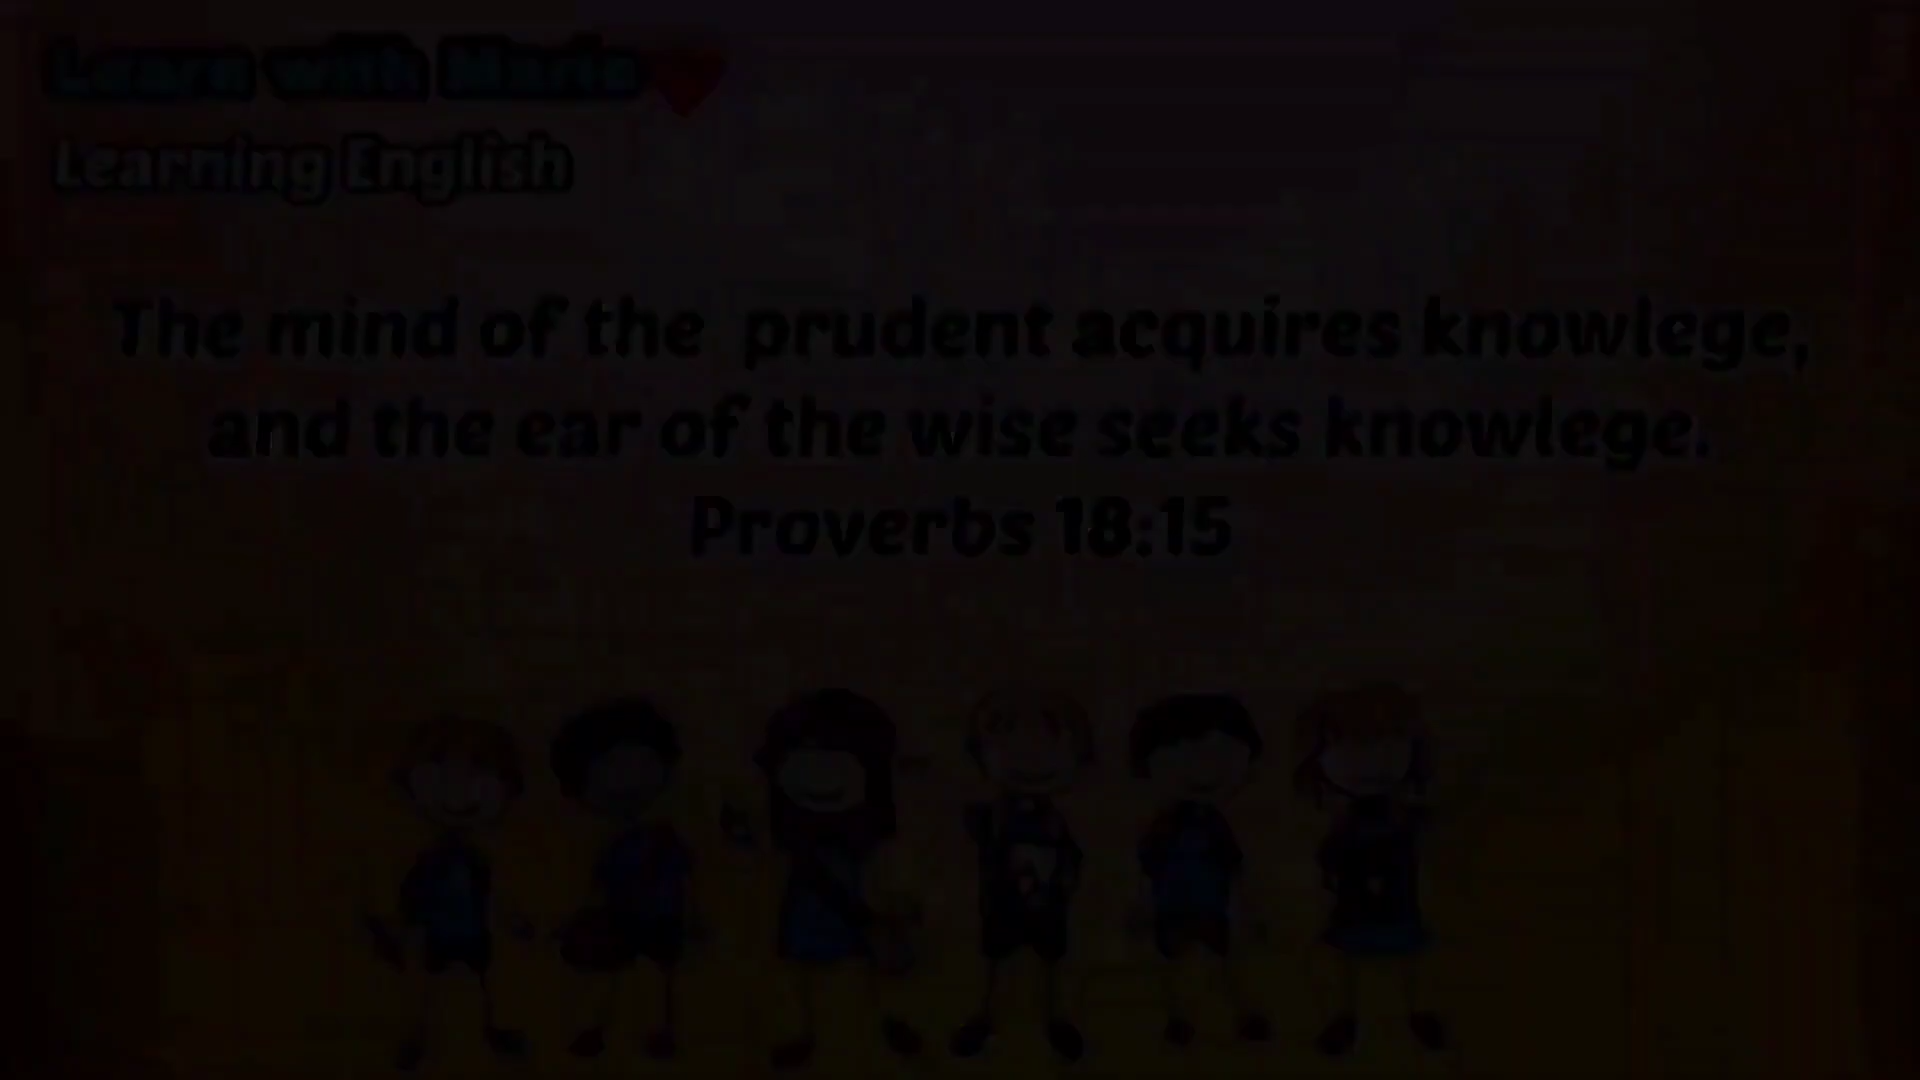 Learn with Maria
Learning English
The mind of the prudent acquires knowlege,
and the ear of the wise seeks knowlege.
Proverbs 18:15